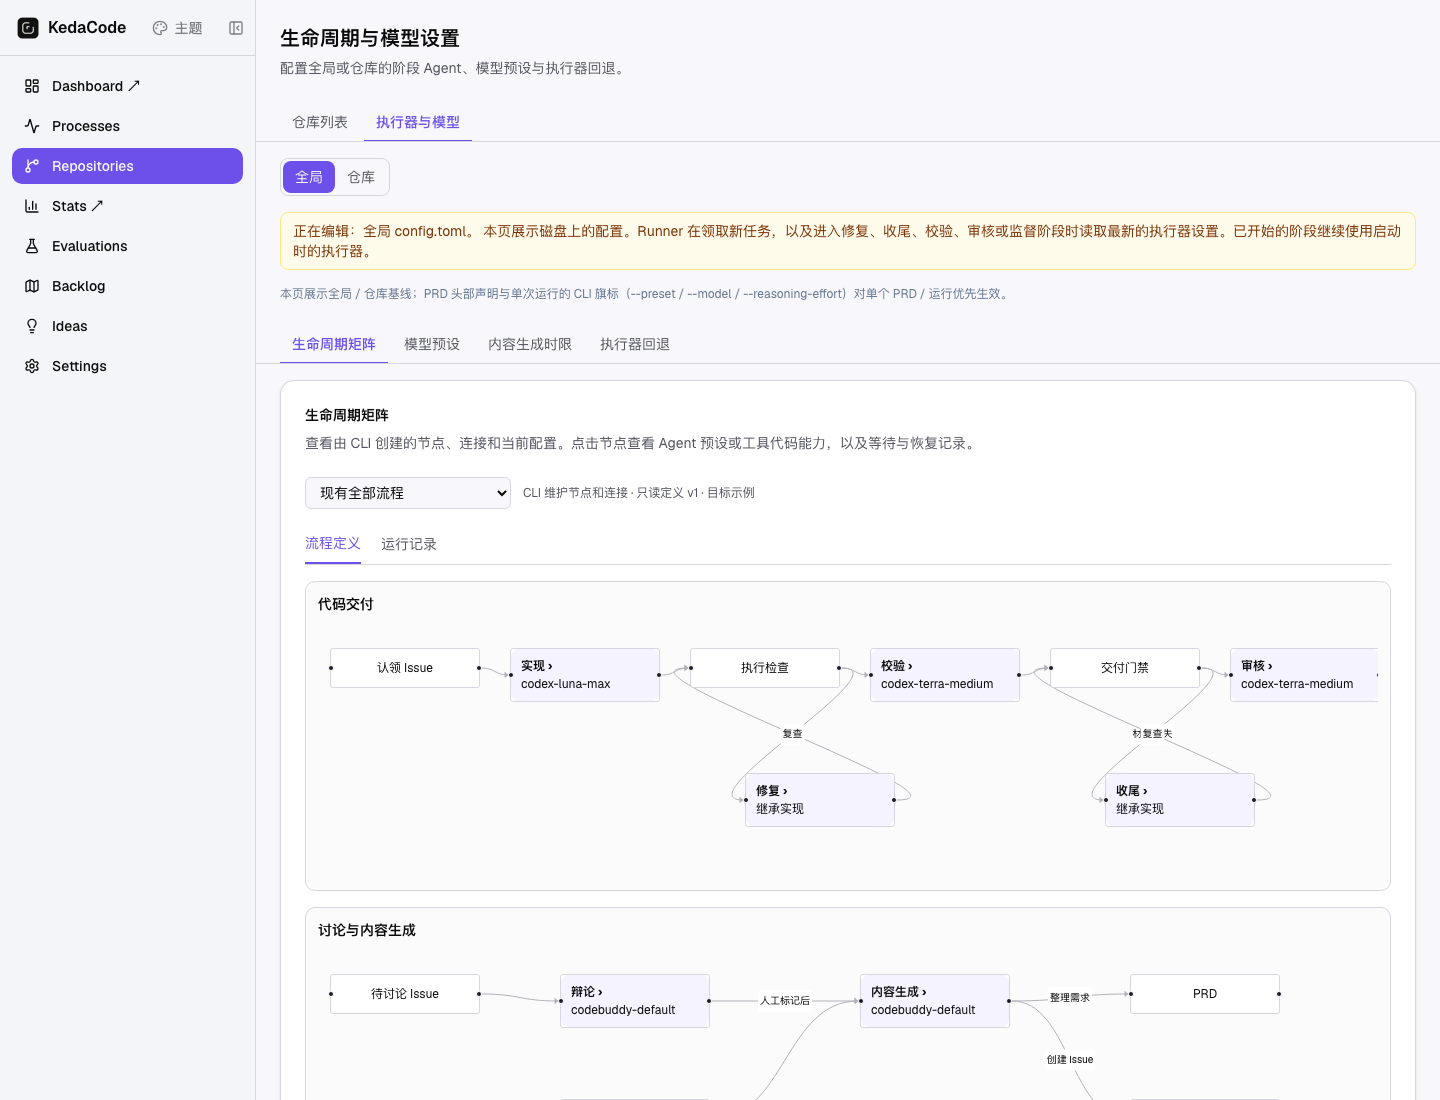 KedaCode
主题
Dashboard ↗
Processes
Repositories
Stats ↗
Evaluations
Backlog
Ideas
Settings
生命周期与模型设置
配置全局或仓库的阶段 Agent、模型预设与执行器回退。
仓库列表
执行器与模型
全局
仓库
正在编辑：全局 config.toml。 本页展示磁盘上的配置。Runner 在领取新任务，以及进入修复、收尾、校验、审核或监督阶段时读取最新的执行器设置。已开始的阶段继续使用启动
时的执行器。
本页展示全局 / 仓库基线；PRD 头部声明与单次运行的 CLI 旗标（--preset / --model / --reasoning-effort）对单个 PRD / 运行优先生效。
生命周期矩阵
模型预设
内容生成时限
执行器回退
生命周期矩阵
查看由 CLI 创建的节点、连接和当前配置。点击节点查看 Agent 预设或工具代码能力，以及等待与恢复记录。
现有全部流程
CLI 维护节点和连接 · 只读定义 v1 · 目标示例
流程定义
运行记录
代码交付
认领 Issue
实现 ›
codex-luna-max
执行检查
校验 ›
codex-terra-medium
交付门禁
审核 ›
codex-terra-medium
复查
复查失
修复 ›
继承实现
收尾 ›
继承实现
讨论与内容生成
待讨论 Issue
辩论 ›
codebuddy-default
人工标记后
内容生成 ›
codebuddy-default
整理需求
PRD
创建 Issue